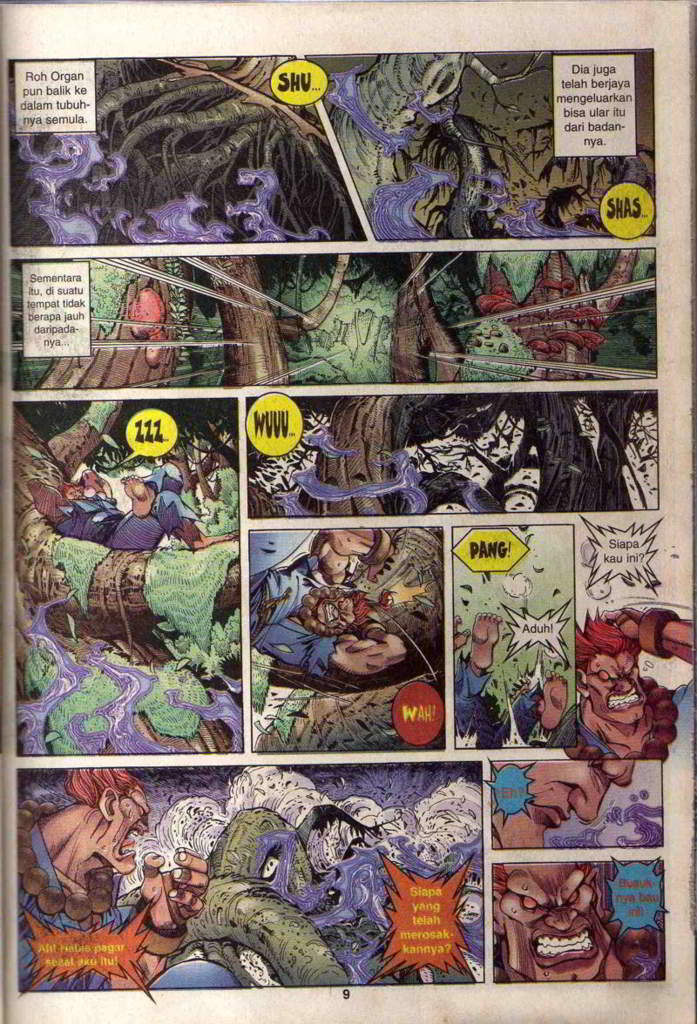 Roh Organ
pun balik ke
dalam tubuh-
nya semula.
SHU...
Dia juga
telah berjaya
mengeluarkan
bisa ular itu
dari badan-
nya.
SHAS...
Sementara
itu, di suatu
tempat tidak
berapa jauh
daripada-
nya...
ZZZ..
WUUU...
WAH!
PANG!
Aduh!
Siapa
kau ini?
Ah! Habis pagar
sesat aku itu!
Siapa
yang
telah
merosak-
kannya?
Eh?
Busuk-
nya bau
ini!
9